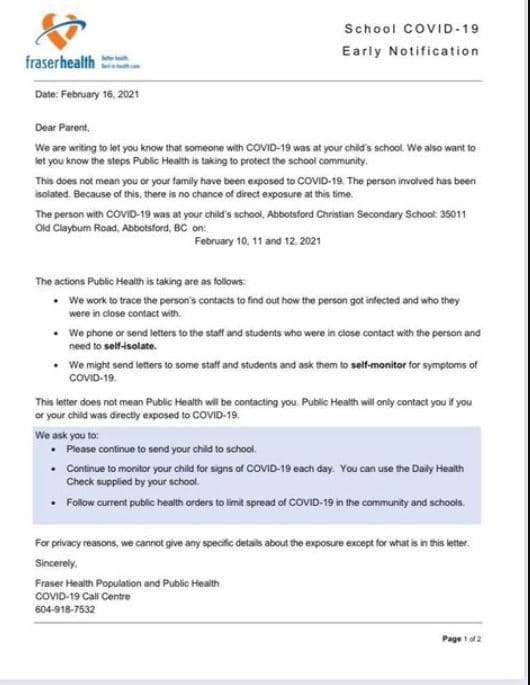 School COVID-19
Early Notification
fraserhealth
Better health.
Best in health care.
Date: February 16, 2021
Dear Parent,
We are writing to let you know that someone with COVID-19 was at your child's school. We also want to
let you know the steps Public Health is taking to protect the school community.
This does not mean you or your family have been exposed to COVID-19. The person involved has been
isolated. Because of this, there is no chance of direct exposure at this time.
The person with COVID-19 was at your child's school, Abbotsford Christian Secondary School: 35011
Old Clayburn Road, Abbotsford, BC on:
February 10, 11 and 12, 2021
The actions Public Health is taking are as follows:
• We work to trace the person's contacts to find out how the person got infected and who they
were in close contact with.
• We phone or send letters to the staff and students who were in close contact with the person and
need to self-isolate.
• We might send letters to some staff and students and ask them to self-monitor for symptoms of
COVID-19.
This letter does not mean Public Health will be contacting you. Public Health will only contact you if you
or your child was directly exposed to COVID-19.
We ask you to:
• Please continue to send your child to school.
• Continue to monitor your child for signs of COVID-19 each day. You can use the Daily Health
Check supplied by your school.
• Follow current public health orders to limit spread of COVID-19 in the community and schools.
For privacy reasons, we cannot give any specific details about the exposure except for what is in this letter.
Sincerely,
Fraser Health Population and Public Health
COVID-19 Call Centre
604-918-7532
Page 1 of 2